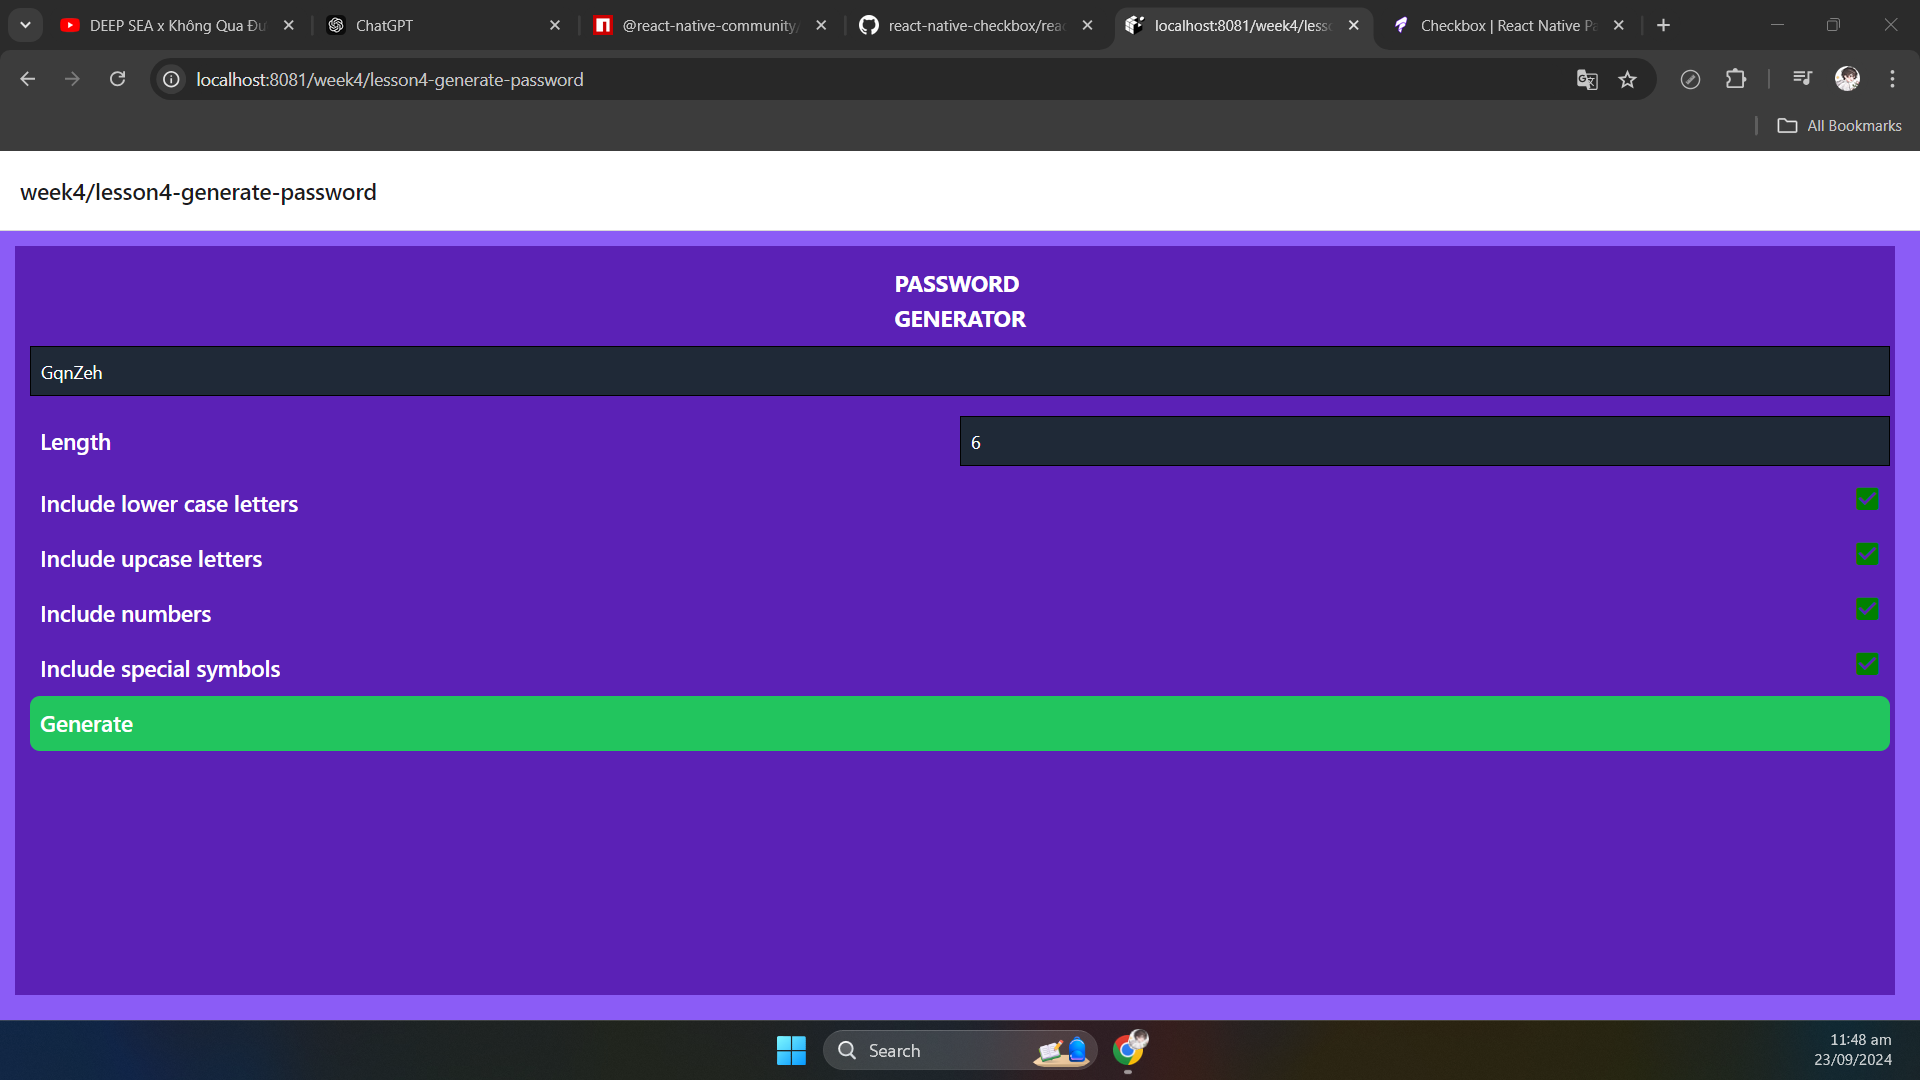 DEEP SEA x Không Qua Đư
ChatGPT
@react-native-community/
react-native-checkbox/rea
localhost:8081/week4/less
Checkbox | React Native Pa
localhost:8081/week4/lesson4-generate-password
All Bookmarks
week4/lesson4-generate-password
PASSWORD
GENERATOR
GqnZeh
Length
6
Include lower case letters
Include upcase letters
Include numbers
Include special symbols
Generate
Search
11:48 am
23/09/2024